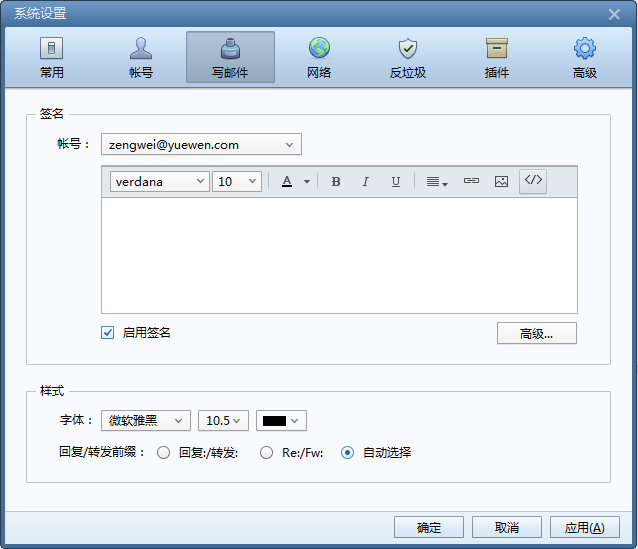 系统设置
常用 帐号 写邮件 网络 反垃圾 插件 高级
签名
帐号： zengwei@yuewen.com
verdana 10 A B I U </>
启用签名 高级...
样式
字体： 微软雅黑 10.5
回复/转发前缀： 回复:/转发: Re:/Fw: 自动选择
确定 取消 应用(A)